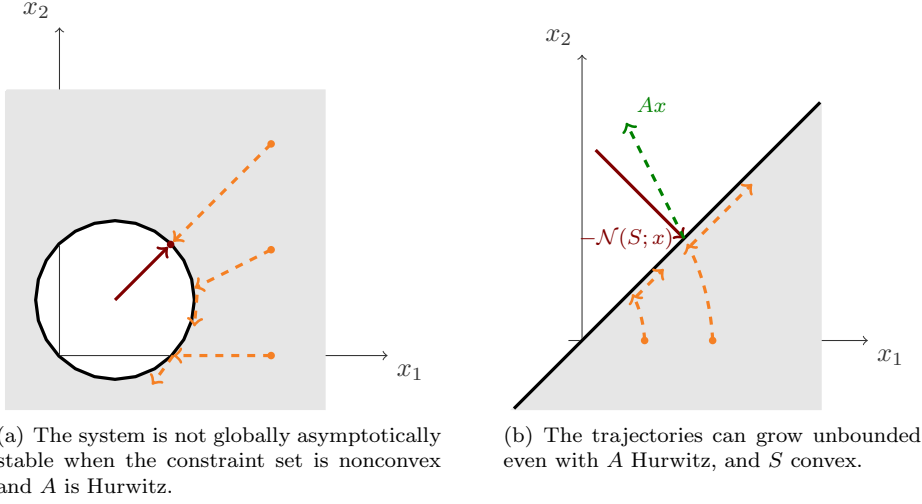 x₂
x₁
(a) The system is not globally asymptotically
stable when the constraint set is nonconvex
and A is Hurwitz.
x₂
Ax
−𝒩(S; x)
x₁
(b) The trajectories can grow unbounded
even with A Hurwitz, and S convex.